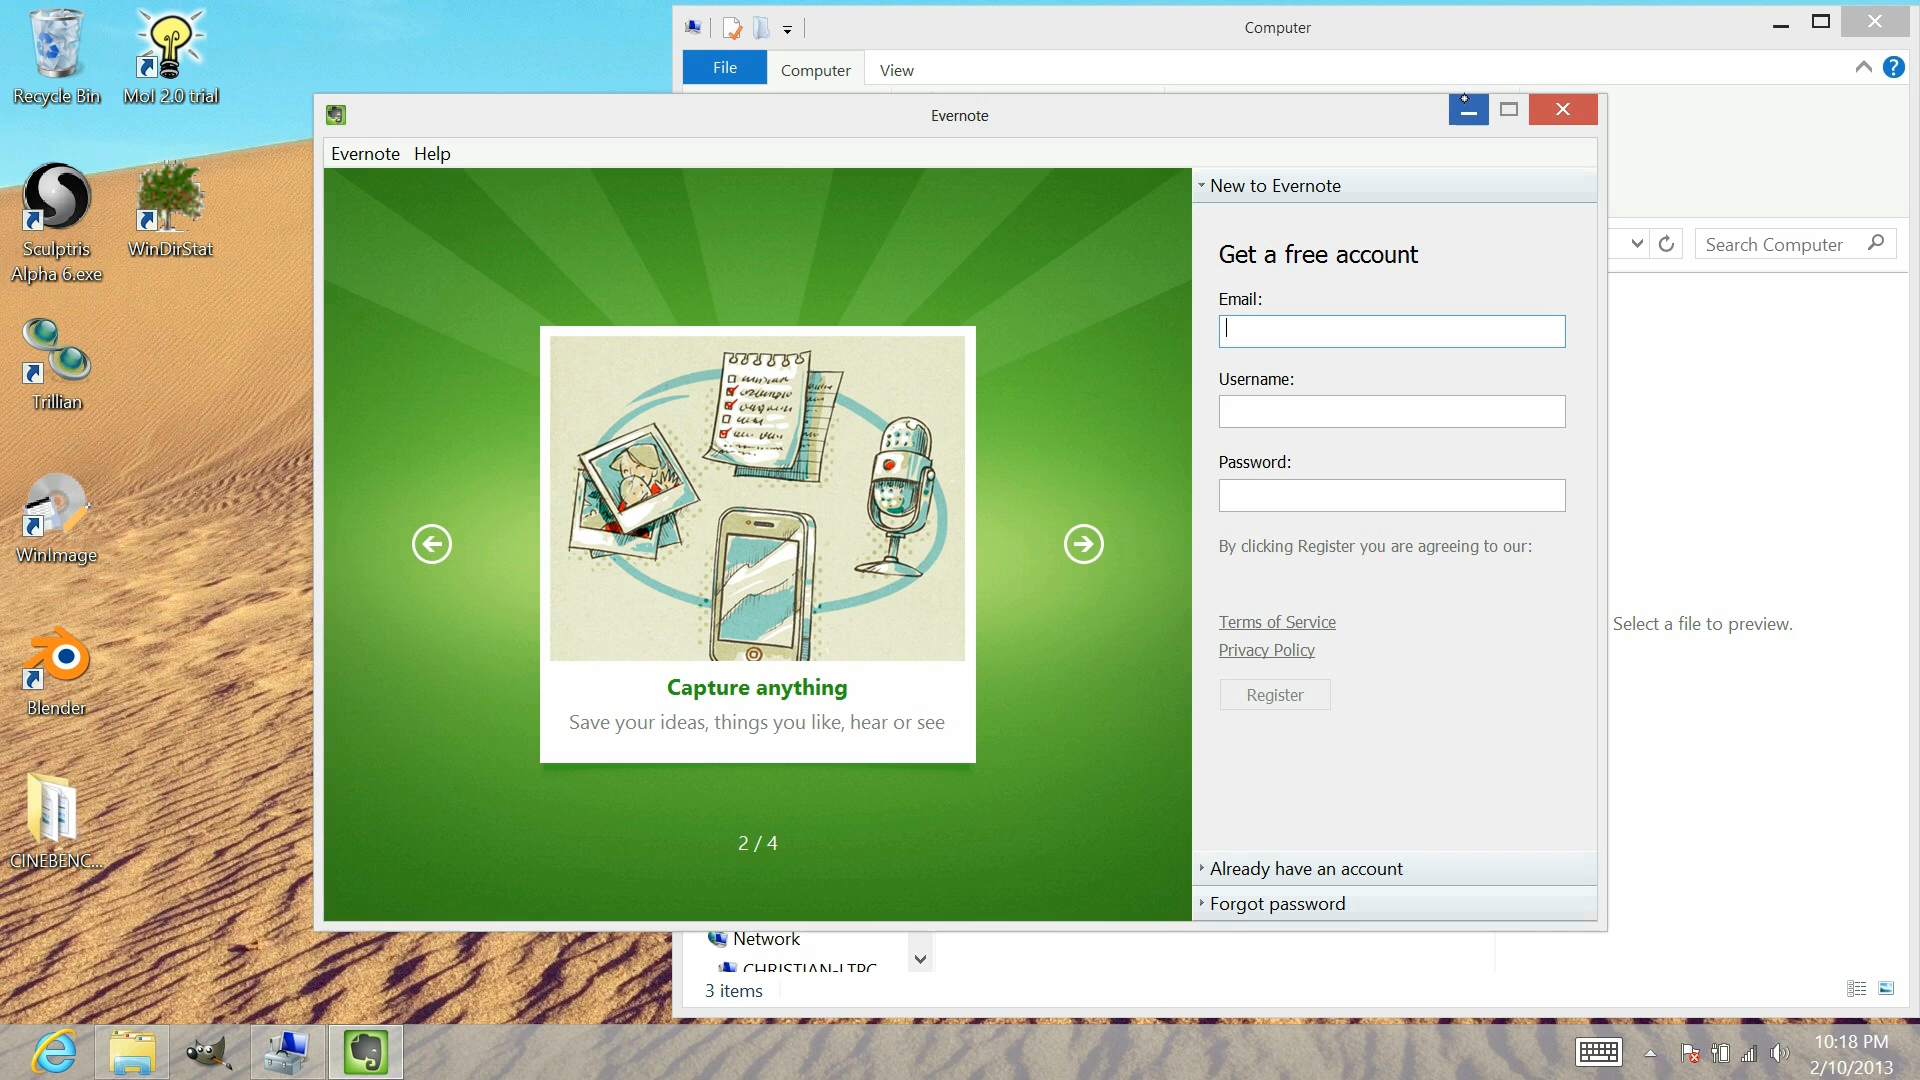 Recycle Bin
MoI 2.0 trial
Sculptris
Alpha 6.exe
WinDirStat
Trillian
WinImage
Blender
CINEBENC...
Computer
File
Computer
View
Search Computer
Select a file to preview.
Network
CHRISTIAN-LTPC
3 items
Evernote
Evernote
Help
Capture anything
Save your ideas, things you like, hear or see
2 / 4
New to Evernote
Get a free account
Email:
Username:
Password:
By clicking Register you are agreeing to our:
Terms of Service
Privacy Policy
Register
Already have an account
Forgot password
10:18 PM
2/10/2013